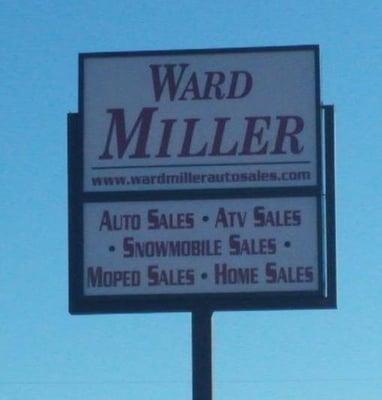 WARD
MILLER
www.wardmillerautosales.com
AUTO SALES • ATV SALES
• SNOWMOBILE SALES •
MOPED SALES • HOME SALES